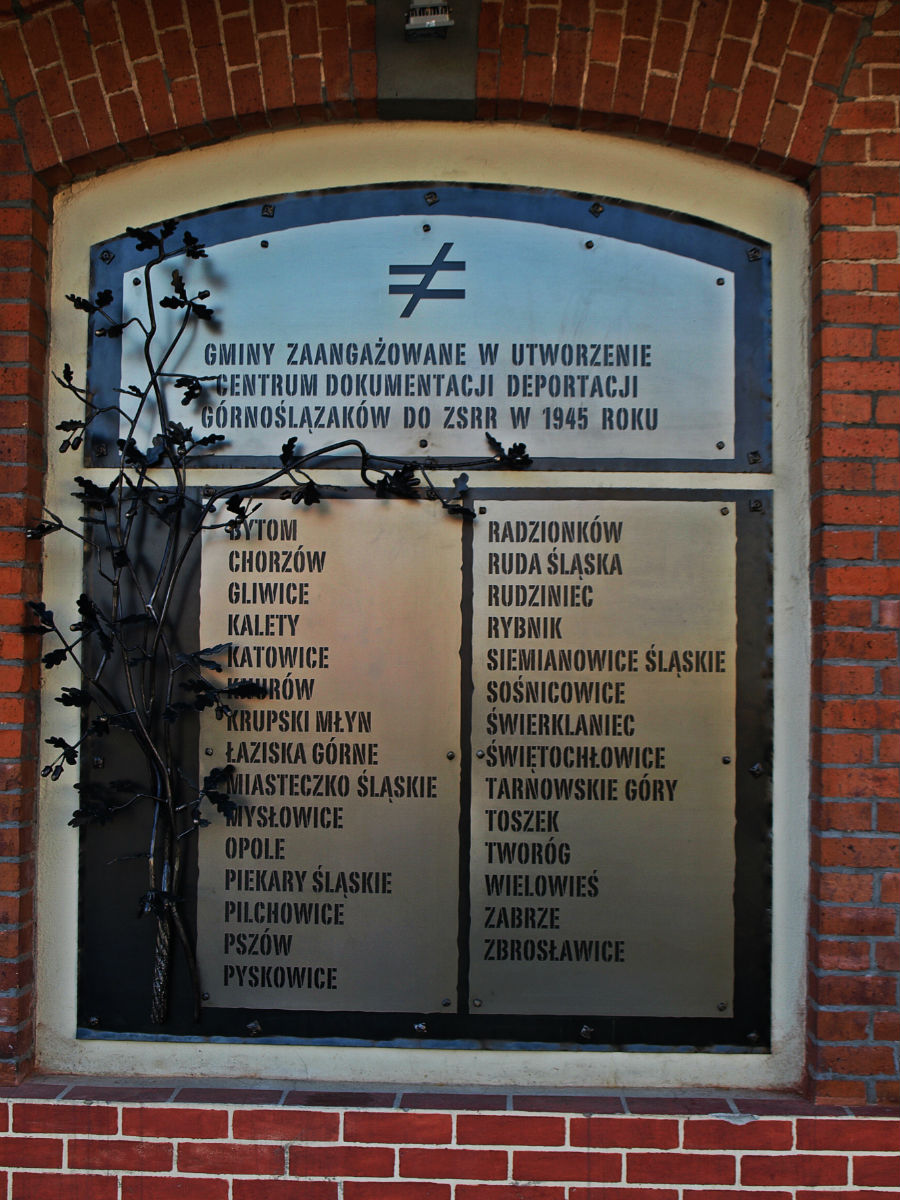 ≠
GMINY ZAANGAŻOWANE W UTWORZENIE
CENTRUM DOKUMENTACJI DEPORTACJI
GÓRNOŚLĄZAKÓW DO ZSRR W 1945 ROKU
BYTOM
CHORZÓW
GLIWICE
KALETY
KATOWICE
KNURÓW
KRUPSKI MŁYN
ŁAZISKA GÓRNE
MIASTECZKO ŚLĄSKIE
MYSŁOWICE
OPOLE
PIEKARY ŚLĄSKIE
PILCHOWICE
PSZÓW
PYSKOWICE
RADZIONKÓW
RUDA ŚLĄSKA
RUDZINIEC
RYBNIK
SIEMIANOWICE ŚLĄSKIE
SOŚNICOWICE
ŚWIERKLANIEC
ŚWIĘTOCHŁOWICE
TARNOWSKIE GÓRY
TOSZEK
TWORÓG
WIELOWIEŚ
ZABRZE
ZBROSŁAWICE